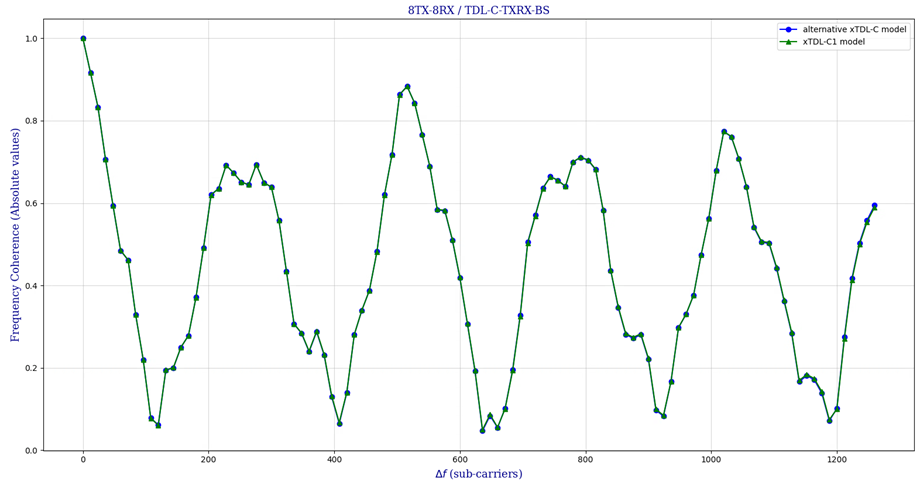 8TX-8RX / TDL-C-TXRX-BS
alternative xTDL-C model
xTDL-C1 model
Frequency Coherence (Absolute values)
1.0
0.8
0.6
0.4
0.2
0.0
0 200 400 600 800 1000 1200
Δf (sub-carriers)